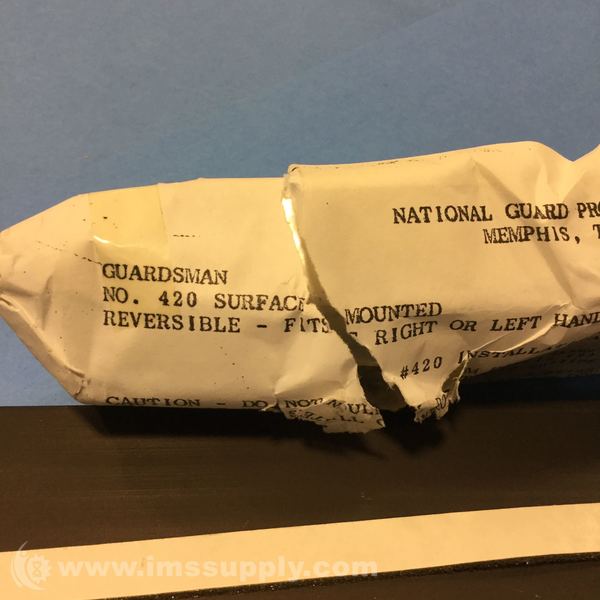 NATIONAL GUARD PRO
MEMPHIS, T
GUARDSMAN
NO. 420 SURFACE MOUNTED
REVERSIBLE - FITS RIGHT OR LEFT HAND
#420 INSTALL
CAUTION - DO NOT
www.imssupply.com